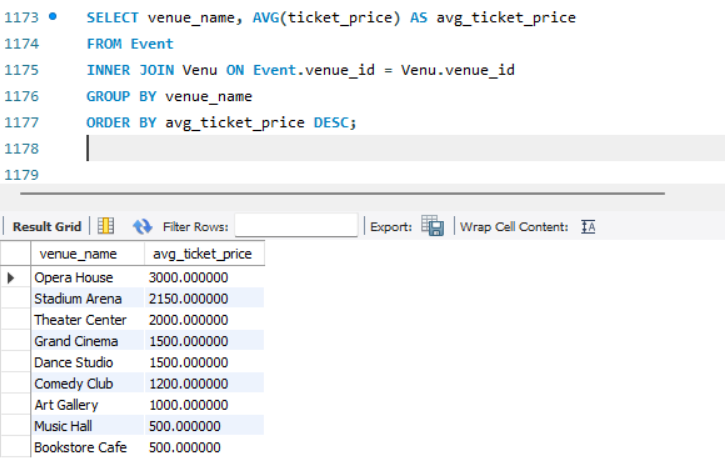 1173 SELECT venue_name, AVG(ticket_price) AS avg_ticket_price
1174 FROM Event
1175 INNER JOIN Venu ON Event.venue_id = Venu.venue_id
1176 GROUP BY venue_name
1177 ORDER BY avg_ticket_price DESC;
1178
1179
Result Grid Filter Rows: Export: Wrap Cell Content: IA
venue_name avg_ticket_price
Opera House 3000.000000
Stadium Arena 2150.000000
Theater Center 2000.000000
Grand Cinema 1500.000000
Dance Studio 1500.000000
Comedy Club 1200.000000
Art Gallery 1000.000000
Music Hall 500.000000
Bookstore Cafe 500.000000